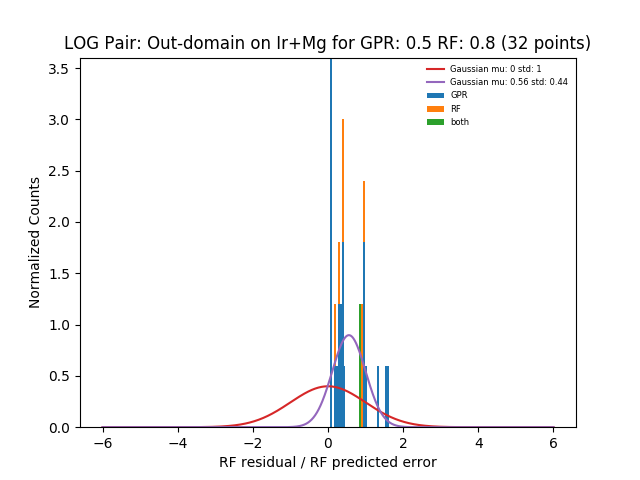 LOG Pair: Out-domain on Ir+Mg for GPR: 0.5 RF: 0.8 (32 points)
Normalized Counts
3.5
3.0
2.5
2.0
1.5
1.0
0.5
0.0
Gaussian mu: 0 std: 1
Gaussian mu: 0.56 std: 0.44
GPR
RF
both
−6 −4 −2 0 2 4 6
RF residual / RF predicted error